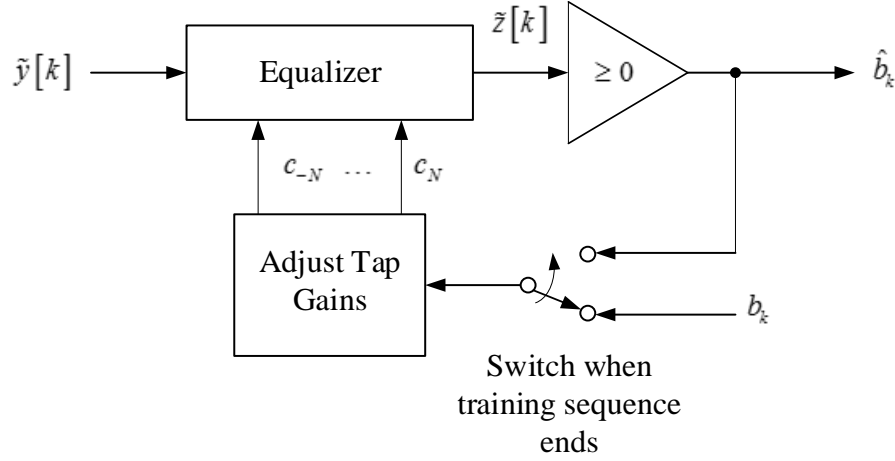 z̃[k]
ỹ[k]
Equalizer
≥ 0
b̂ₖ
c₋N ... cN
Adjust Tap
Gains
bₖ
Switch when
training sequence
ends